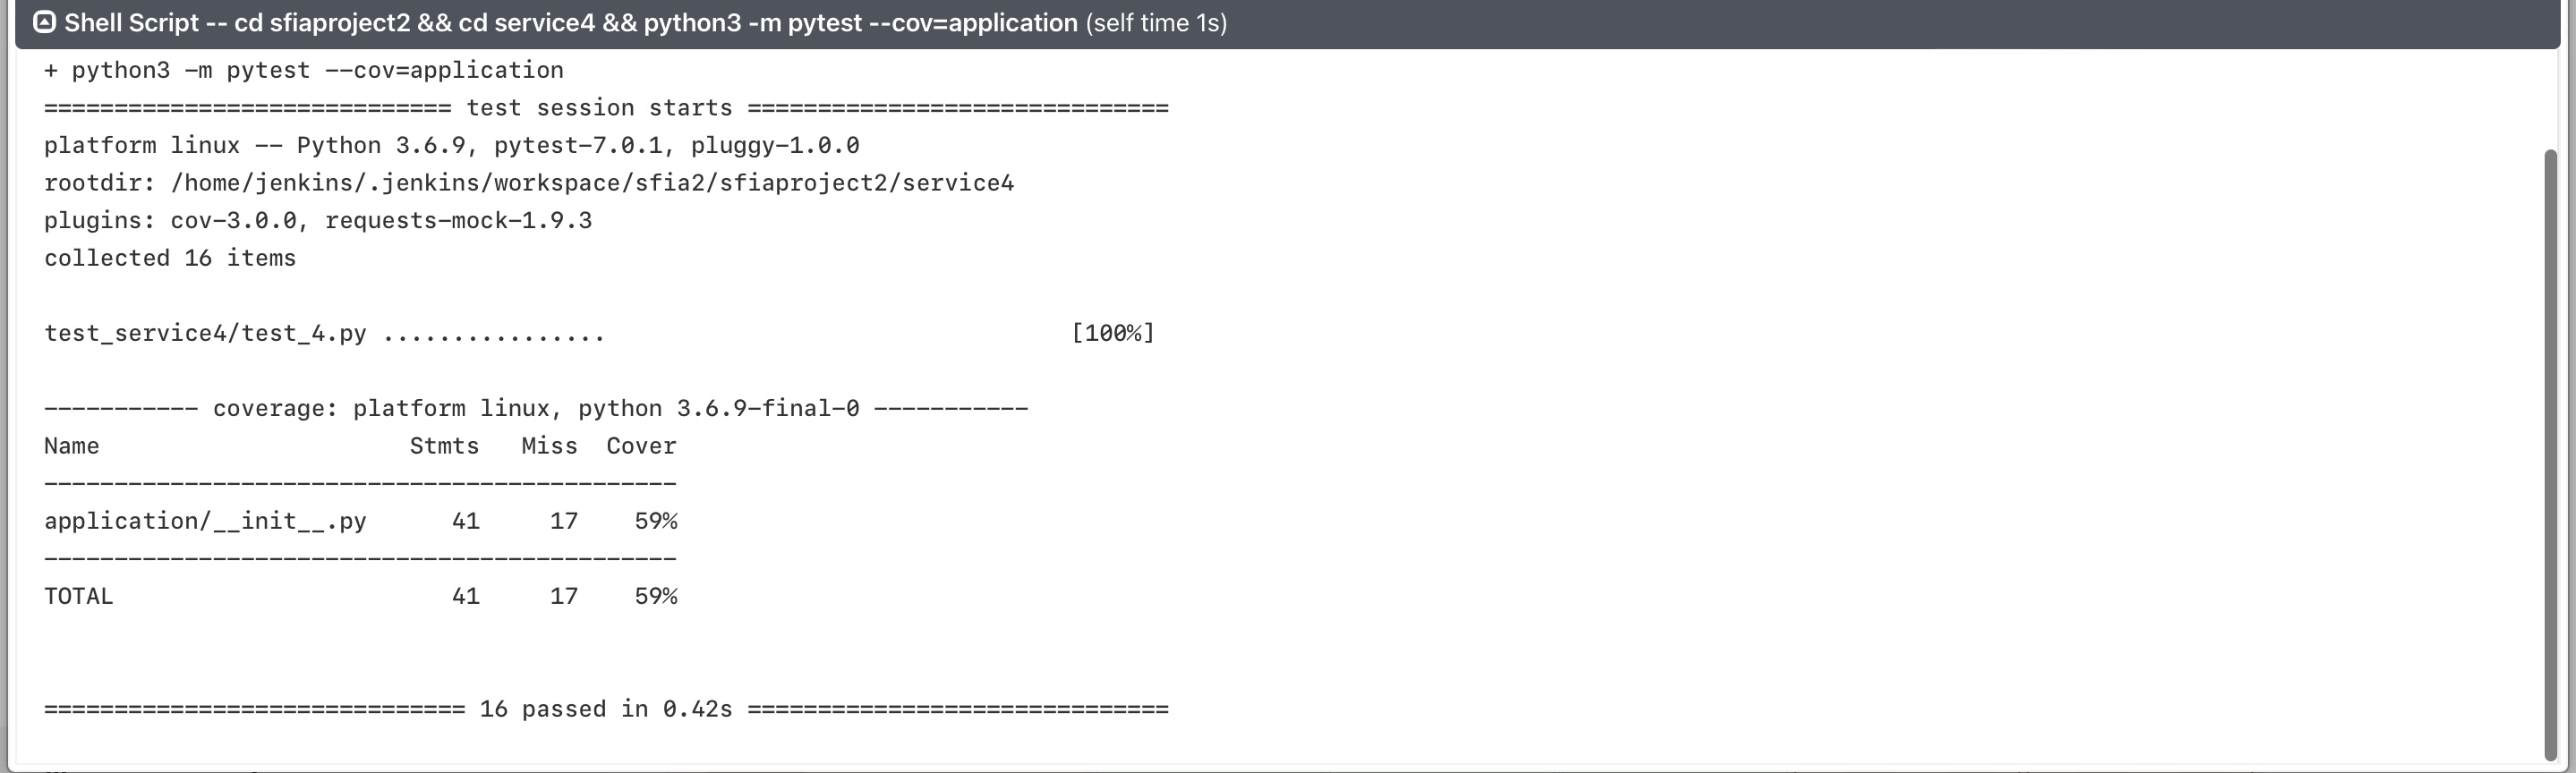 Shell Script -- cd sfiaproject2 && cd service4 && python3 -m pytest --cov=application (self time 1s)
+ python3 -m pytest --cov=application
============================= test session starts ==============================
platform linux -- Python 3.6.9, pytest-7.0.1, pluggy-1.0.0
rootdir: /home/jenkins/.jenkins/workspace/sfia2/sfiaproject2/service4
plugins: cov-3.0.0, requests-mock-1.9.3
collected 16 items
test_service4/test_4.py ................                                 [100%]
----------- coverage: platform linux, python 3.6.9-final-0 -----------
Name                      Stmts   Miss  Cover
---------------------------------------------
application/__init__.py      41     17    59%
---------------------------------------------
TOTAL                        41     17    59%
============================== 16 passed in 0.42s ==============================